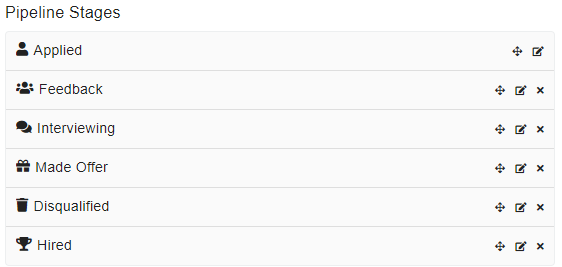 Pipeline Stages
Applied
Feedback
Interviewing
Made Offer
Disqualified
Hired